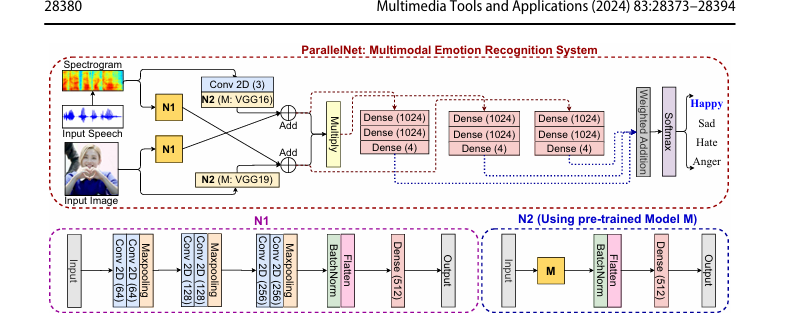 28380
Multimedia Tools and Applications (2024) 83:28373–28394
ParallelNet: Multimodal Emotion Recognition System
Spectrogram
Input Speech
Input Image
N1
N1
Conv 2D (3)
N2 (M: VGG16)
N2 (M: VGG19)
Add
Add
Multiply
Dense (1024)
Dense (1024)
Dense (4)
Dense (1024)
Dense (1024)
Dense (4)
Dense (1024)
Dense (1024)
Dense (4)
Weighted Addition
Softmax
Happy
Sad
Hate
Anger
N1
Input
Conv 2D (64)
Conv 2D (64)
Maxpooling
Conv 2D (128)
Conv 2D (128)
Maxpooling
Conv 2D (256)
Conv 2D (256)
Maxpooling
BatchNorm
Flatten
Dense (512)
Output
N2 (Using pre-trained Model M)
Input
M
BatchNorm
Flatten
Dense (512)
Output